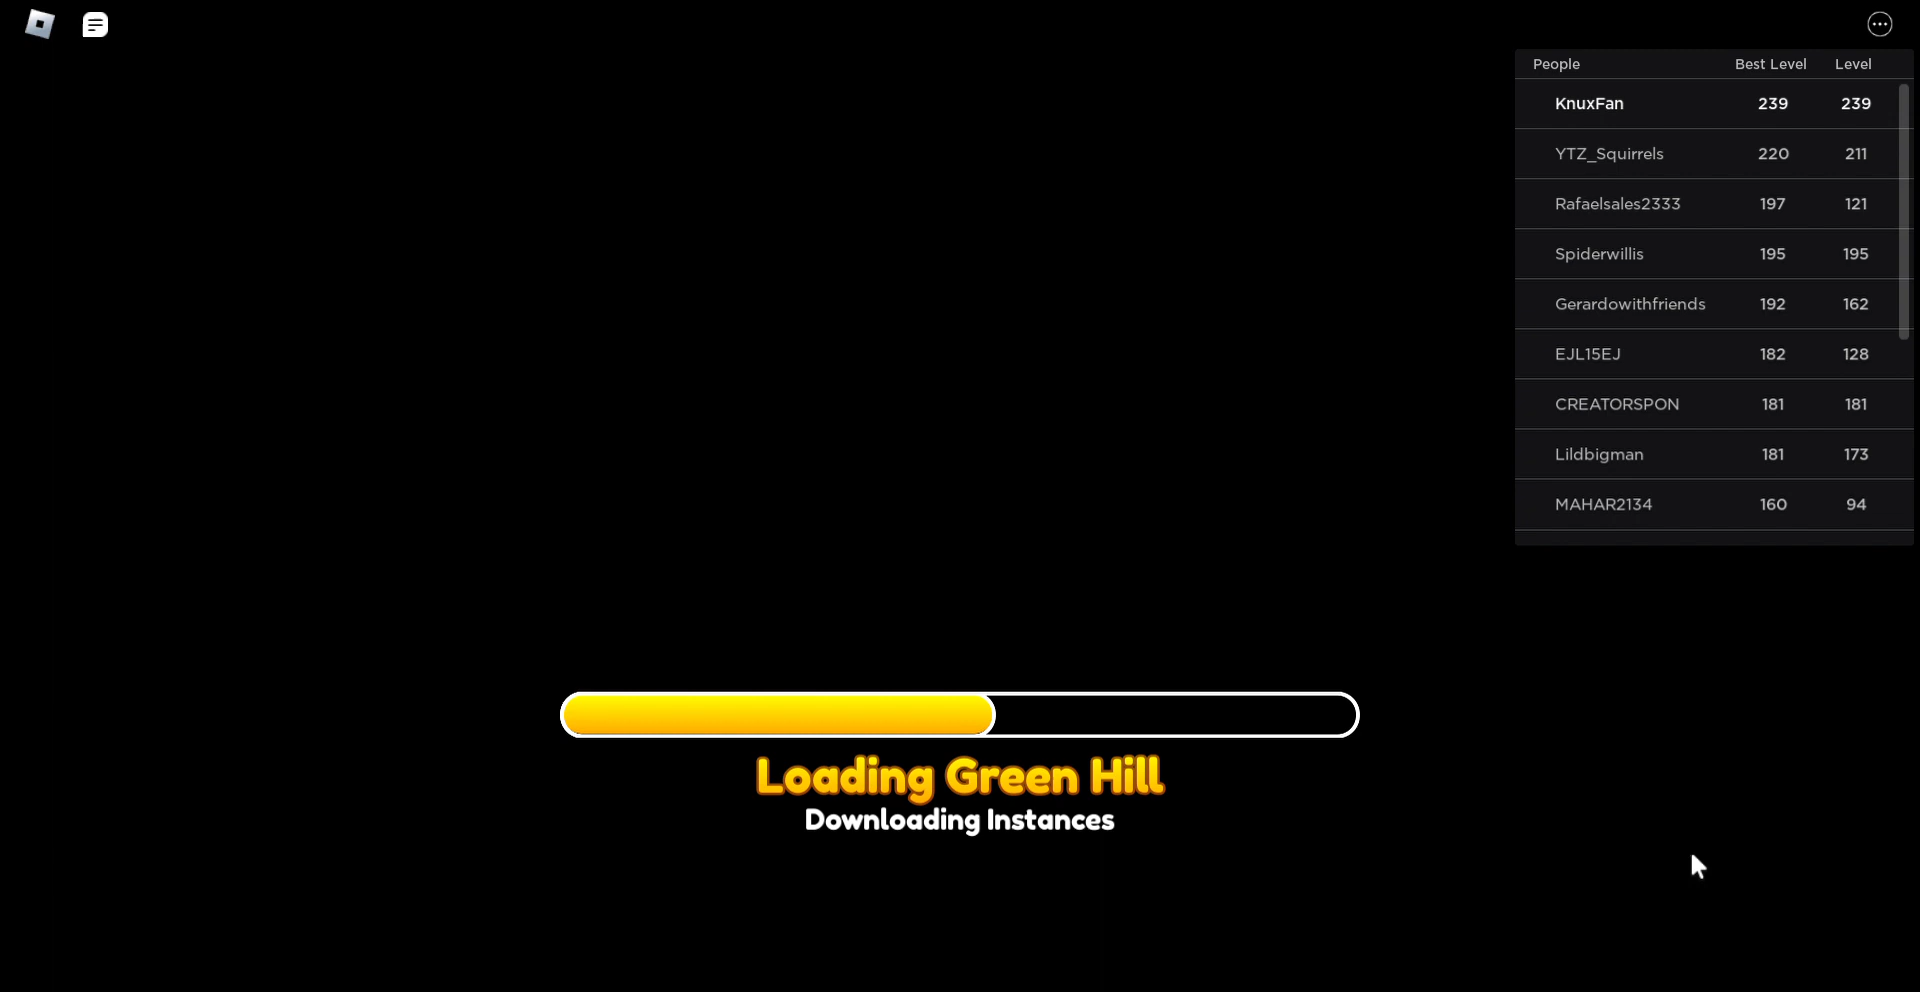 People Best Level Level
KnuxFan 239 239
YTZ_Squirrels 220 211
Rafaelsales2333 197 121
Spiderwillis 195 195
Gerardowithfriends 192 162
EJL15EJ 182 128
CREATORSPON 181 181
Lildbigman 181 173
MAHAR2134 160 94
Loading Green Hill
Downloading Instances